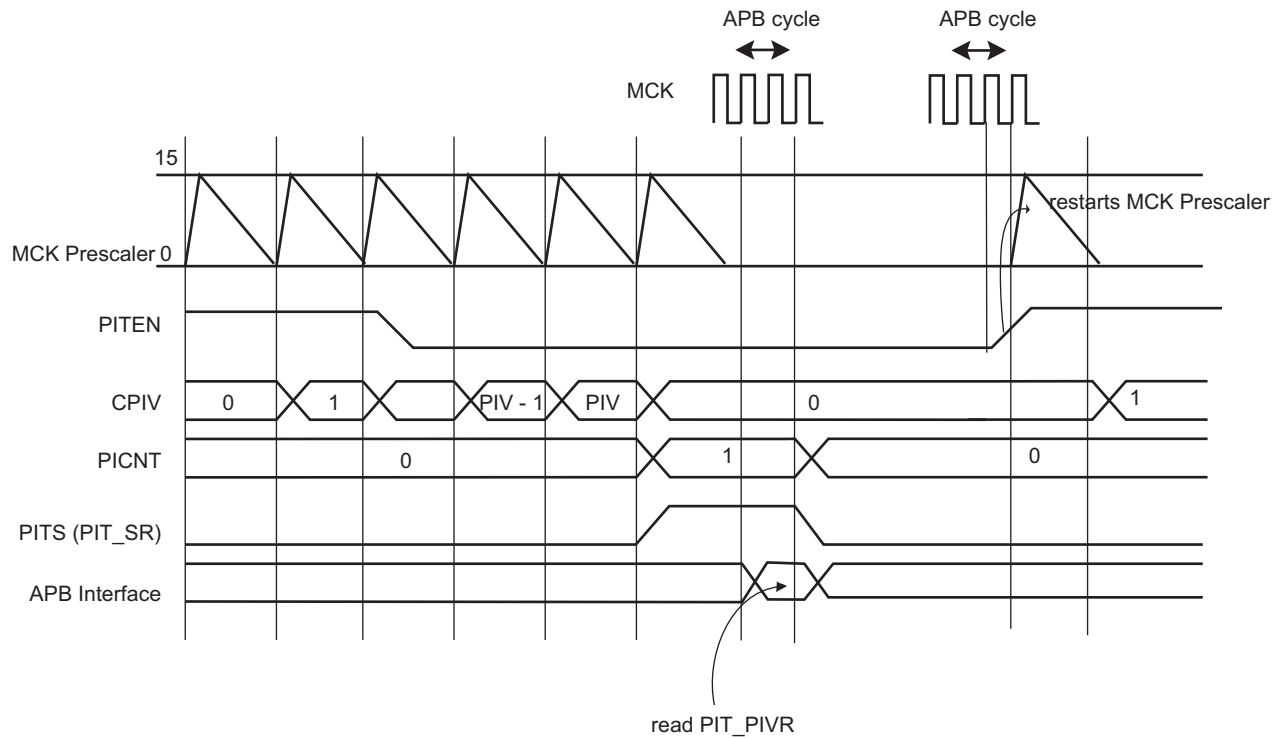 APB cycle APB cycle
MCK
15
restarts MCK Prescaler
MCK Prescaler 0
PITEN
CPIV 0 1 PIV - 1 PIV 0 1
PICNT 0 1 0
PITS (PIT_SR)
APB Interface
read PIT_PIVR